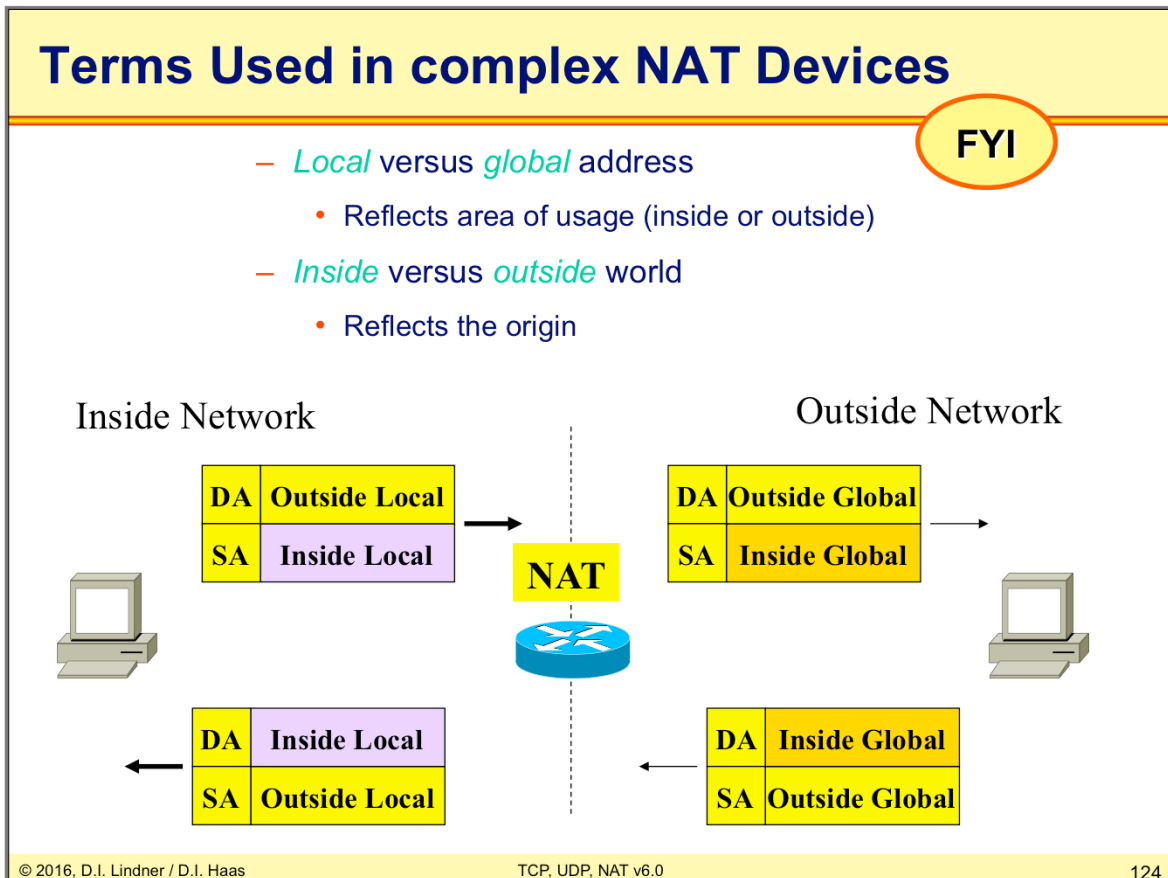 Terms Used in complex NAT Devices
FYI
– Local versus global address
• Reflects area of usage (inside or outside)
– Inside versus outside world
• Reflects the origin
Inside Network
Outside Network
DA Outside Local
SA Inside Local
NAT
DA Outside Global
SA Inside Global
DA Inside Local
SA Outside Local
DA Inside Global
SA Outside Global
© 2016, D.I. Lindner / D.I. Haas
TCP, UDP, NAT v6.0
124